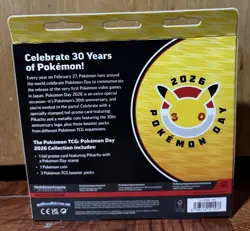 Celebrate 30 Years
of Pokémon!
Every year on February 27, Pokémon fans around
the world celebrate Pokémon Day to commemorate
the release of the very first Pokémon video games
in Japan. Pokémon Day 2026 is an extra special
occasion—it's Pokémon's 30th anniversary, and
you're invited to the party! Celebrate with a
specially stamped foil promo card featuring
Pikachu and a metallic coin featuring the 30th
anniversary logo, plus three booster packs from
different Pokémon TCG expansions.
The Pokémon TCG: Pokémon Day
2026 Collection includes:
• 1 foil promo card featuring Pikachu with
a Pokémon Day stamp
• 1 Pokémon coin
• 3 Pokémon TCG booster packs
2026
30
POKÉMON DAY